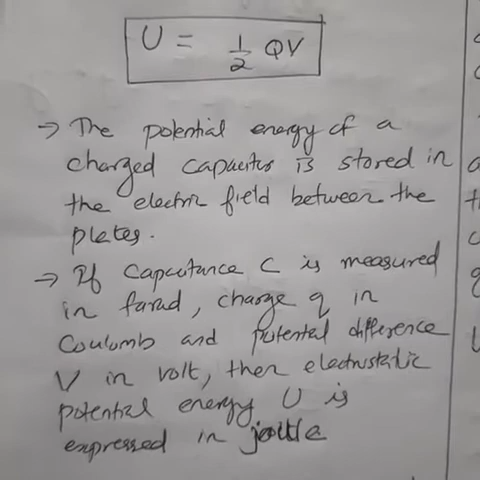 U = 1/2 QV
→ The potential energy of a
charged capacitor is stored in
the electric field between the
plates.
→ If capacitance C is measured
in farad, charge q in
Coulomb and potential difference
V in volt, then electrostatic
potential energy U is
expressed in joule